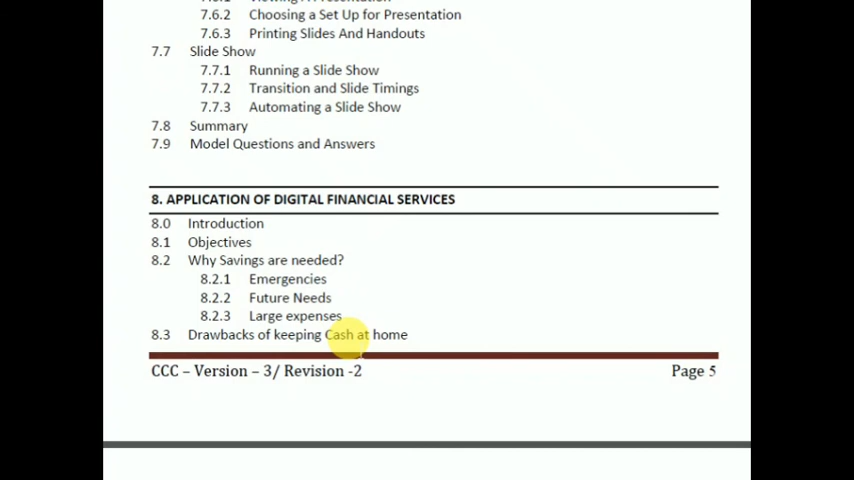 7.6.2 Choosing a Set Up for Presentation
7.6.3 Printing Slides And Handouts
7.7 Slide Show
7.7.1 Running a Slide Show
7.7.2 Transition and Slide Timings
7.7.3 Automating a Slide Show
7.8 Summary
7.9 Model Questions and Answers
8. APPLICATION OF DIGITAL FINANCIAL SERVICES
8.0 Introduction
8.1 Objectives
8.2 Why Savings are needed?
8.2.1 Emergencies
8.2.2 Future Needs
8.2.3 Large expenses
8.3 Drawbacks of keeping Cash at home
CCC – Version – 3/ Revision -2 Page 5